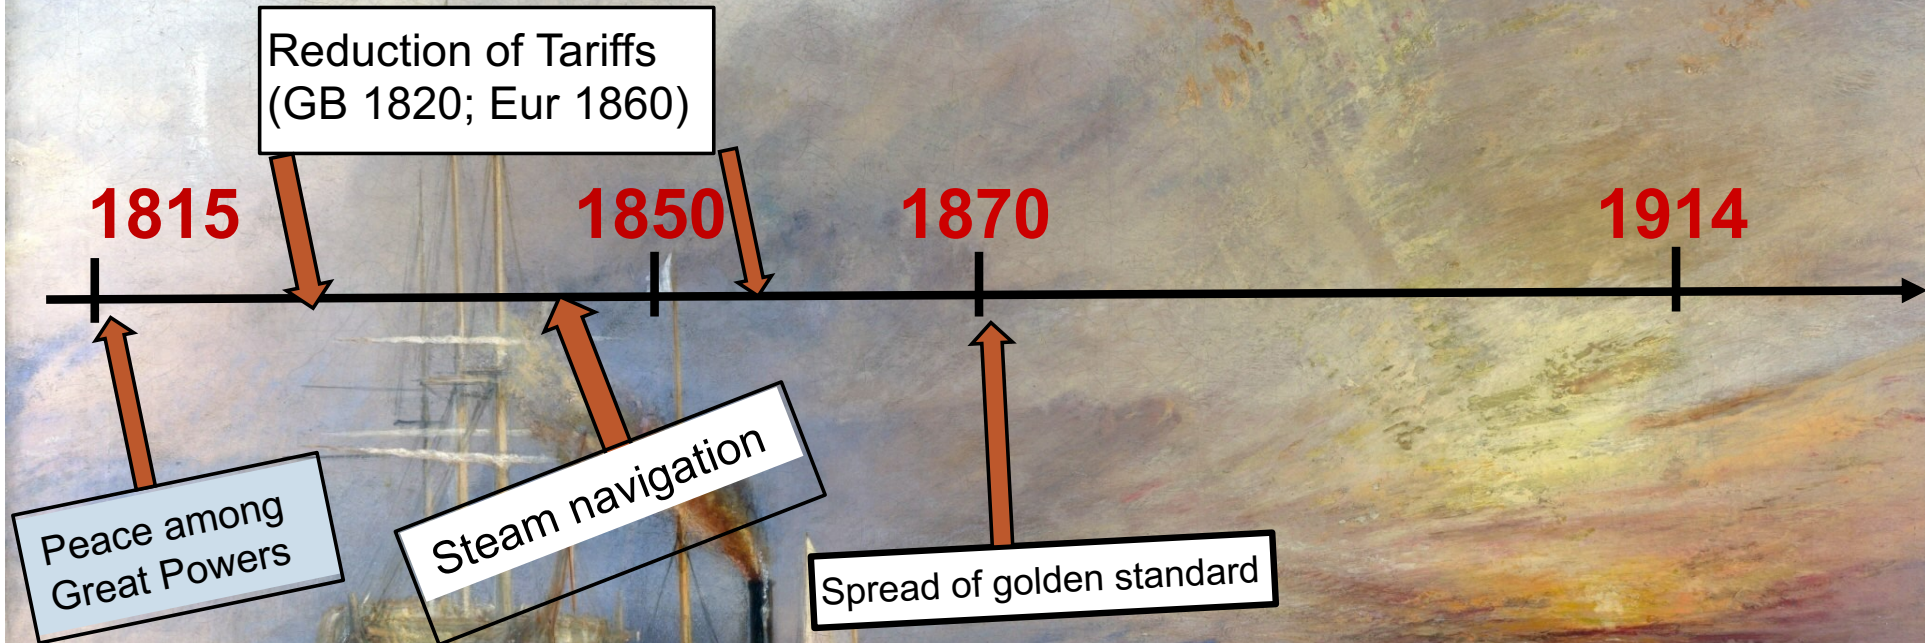 Reduction of Tariffs
(GB 1820; Eur 1860)
1815
1850
1870
1914
Peace among
Great Powers
Steam navigation
Spread of golden standard